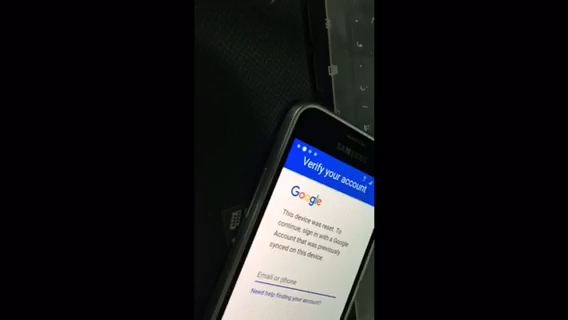 SAMSUNG
Verify your account
Google
This device was reset. To
continue, sign in with a Google
Account that was previously
synced on this device.
Email or phone
Need help finding your account?